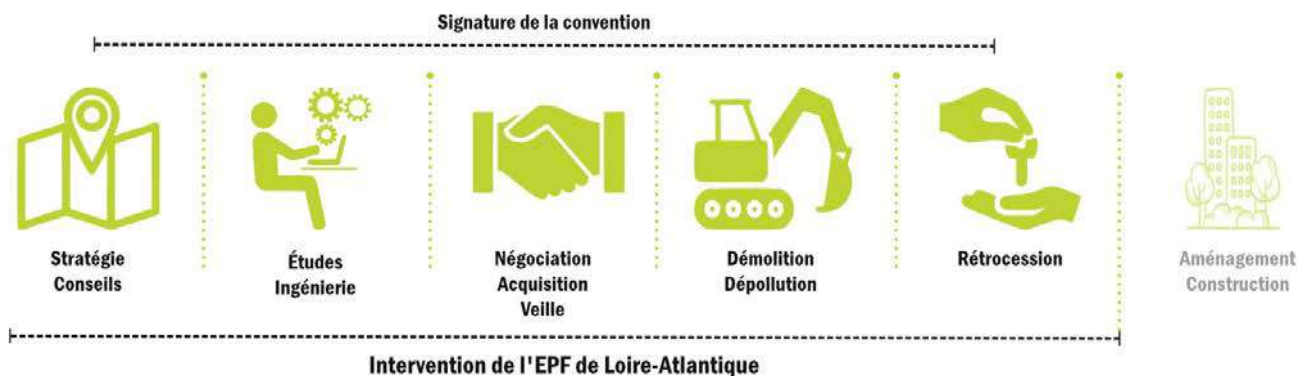 Signature de la convention
Stratégie
Conseils
Études
Ingénierie
Négociation
Acquisition
Veille
Démolition
Dépollution
Rétrocession
Aménagement
Construction
Intervention de l'EPF de Loire-Atlantique